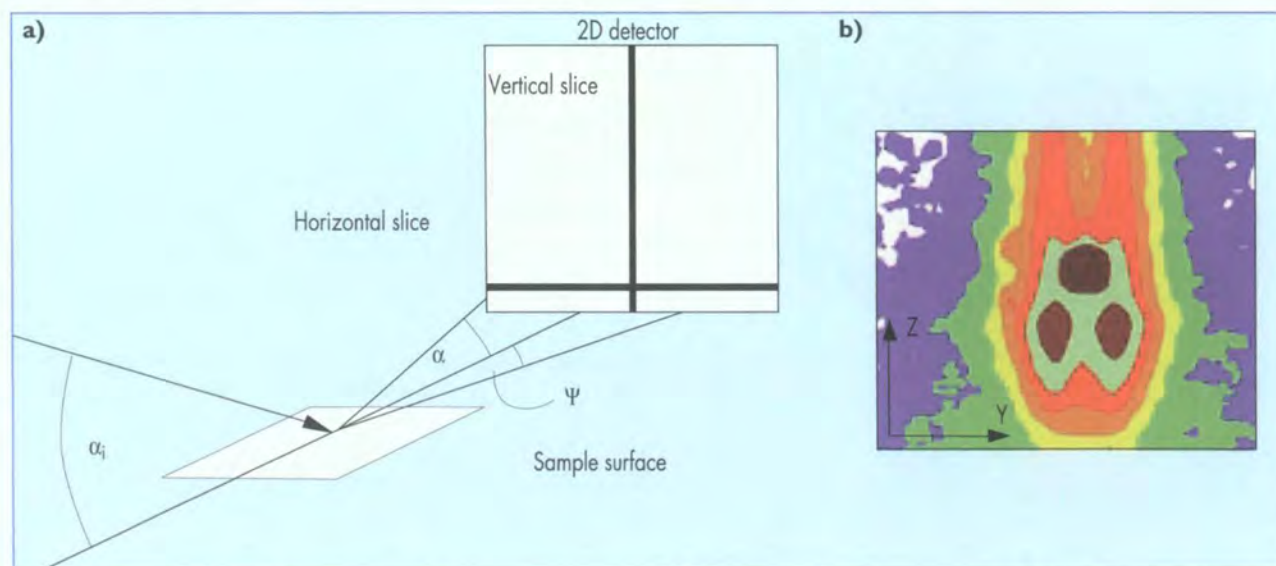 a)
2D detector
Vertical slice
Horizontal slice
α
Ψ
αi
Sample surface
b)
Z
Y